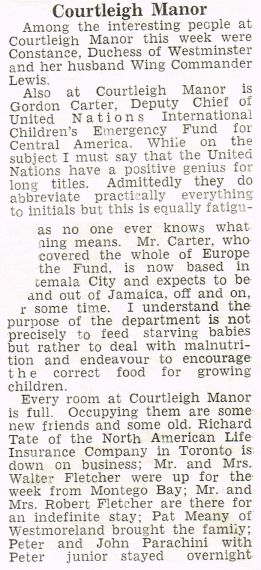 Courtleigh Manor
Among the interesting people at
Courtleigh Manor this week were
Constance, Duchess of Westminster
and her husband Wing Commander
Lewis.
Also at Courtleigh Manor is
Gordon Carter, Deputy Chief of
United Nations International
Children's Emergency Fund for
Central America. While on the
subject I must say that the United
Nations have a positive genius for
long titles. Admittedly they do
abbreviate practically everything
to initials but this is equally fatigu-
as no one ever knows what
ning means. Mr. Carter, who
covered the whole of Europe
the Fund, is now based in
temala City and expects to be
and out of Jamaica, off and on,
r some time. I understand the
purpose of the department is not
precisely to feed starving babies
but rather to deal with malnutri-
tion and endeavour to encourage
the correct food for growing
children.
Every room at Courtleigh Manor
is full. Occupying them are some
new friends and some old. Richard
Tate of the North American Life
Insurance Company in Toronto is
down on business; Mr. and Mrs.
Walter Fletcher were up for the
week from Montego Bay; Mr. and
Mrs. Robert Fletcher are there for
an indefinite stay; Pat Meany of
Westmoreland brought the family;
Peter and John Parachini with
Peter junior stayed overnight